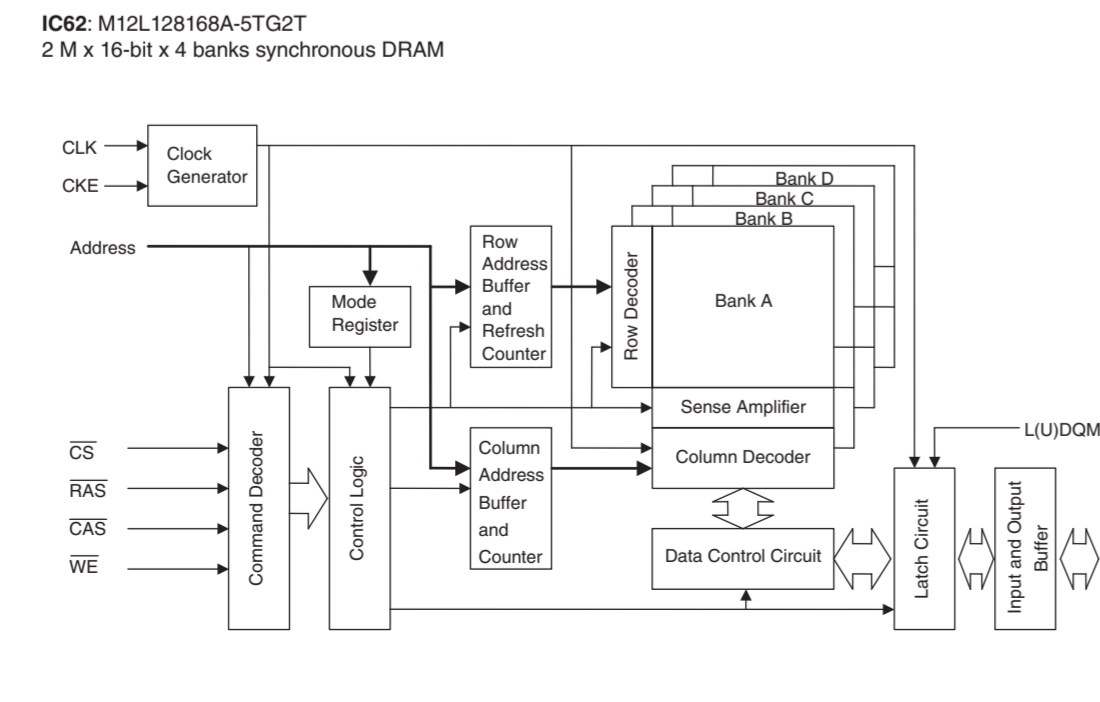 IC62: M12L128168A-5TG2T
2 M x 16-bit x 4 banks synchronous DRAM
CLK
CKE
Clock
Generator
Address
Mode
Register
Row
Address
Buffer
and
Refresh
Counter
Bank D
Bank C
Bank B
Bank A
Row Decoder
Sense Amplifier
Column Decoder
L(U)DQM
CS
RAS
CAS
WE
Command Decoder
Control Logic
Column
Address
Buffer
and
Counter
Data Control Circuit
Latch Circuit
Input and Output
Buffer